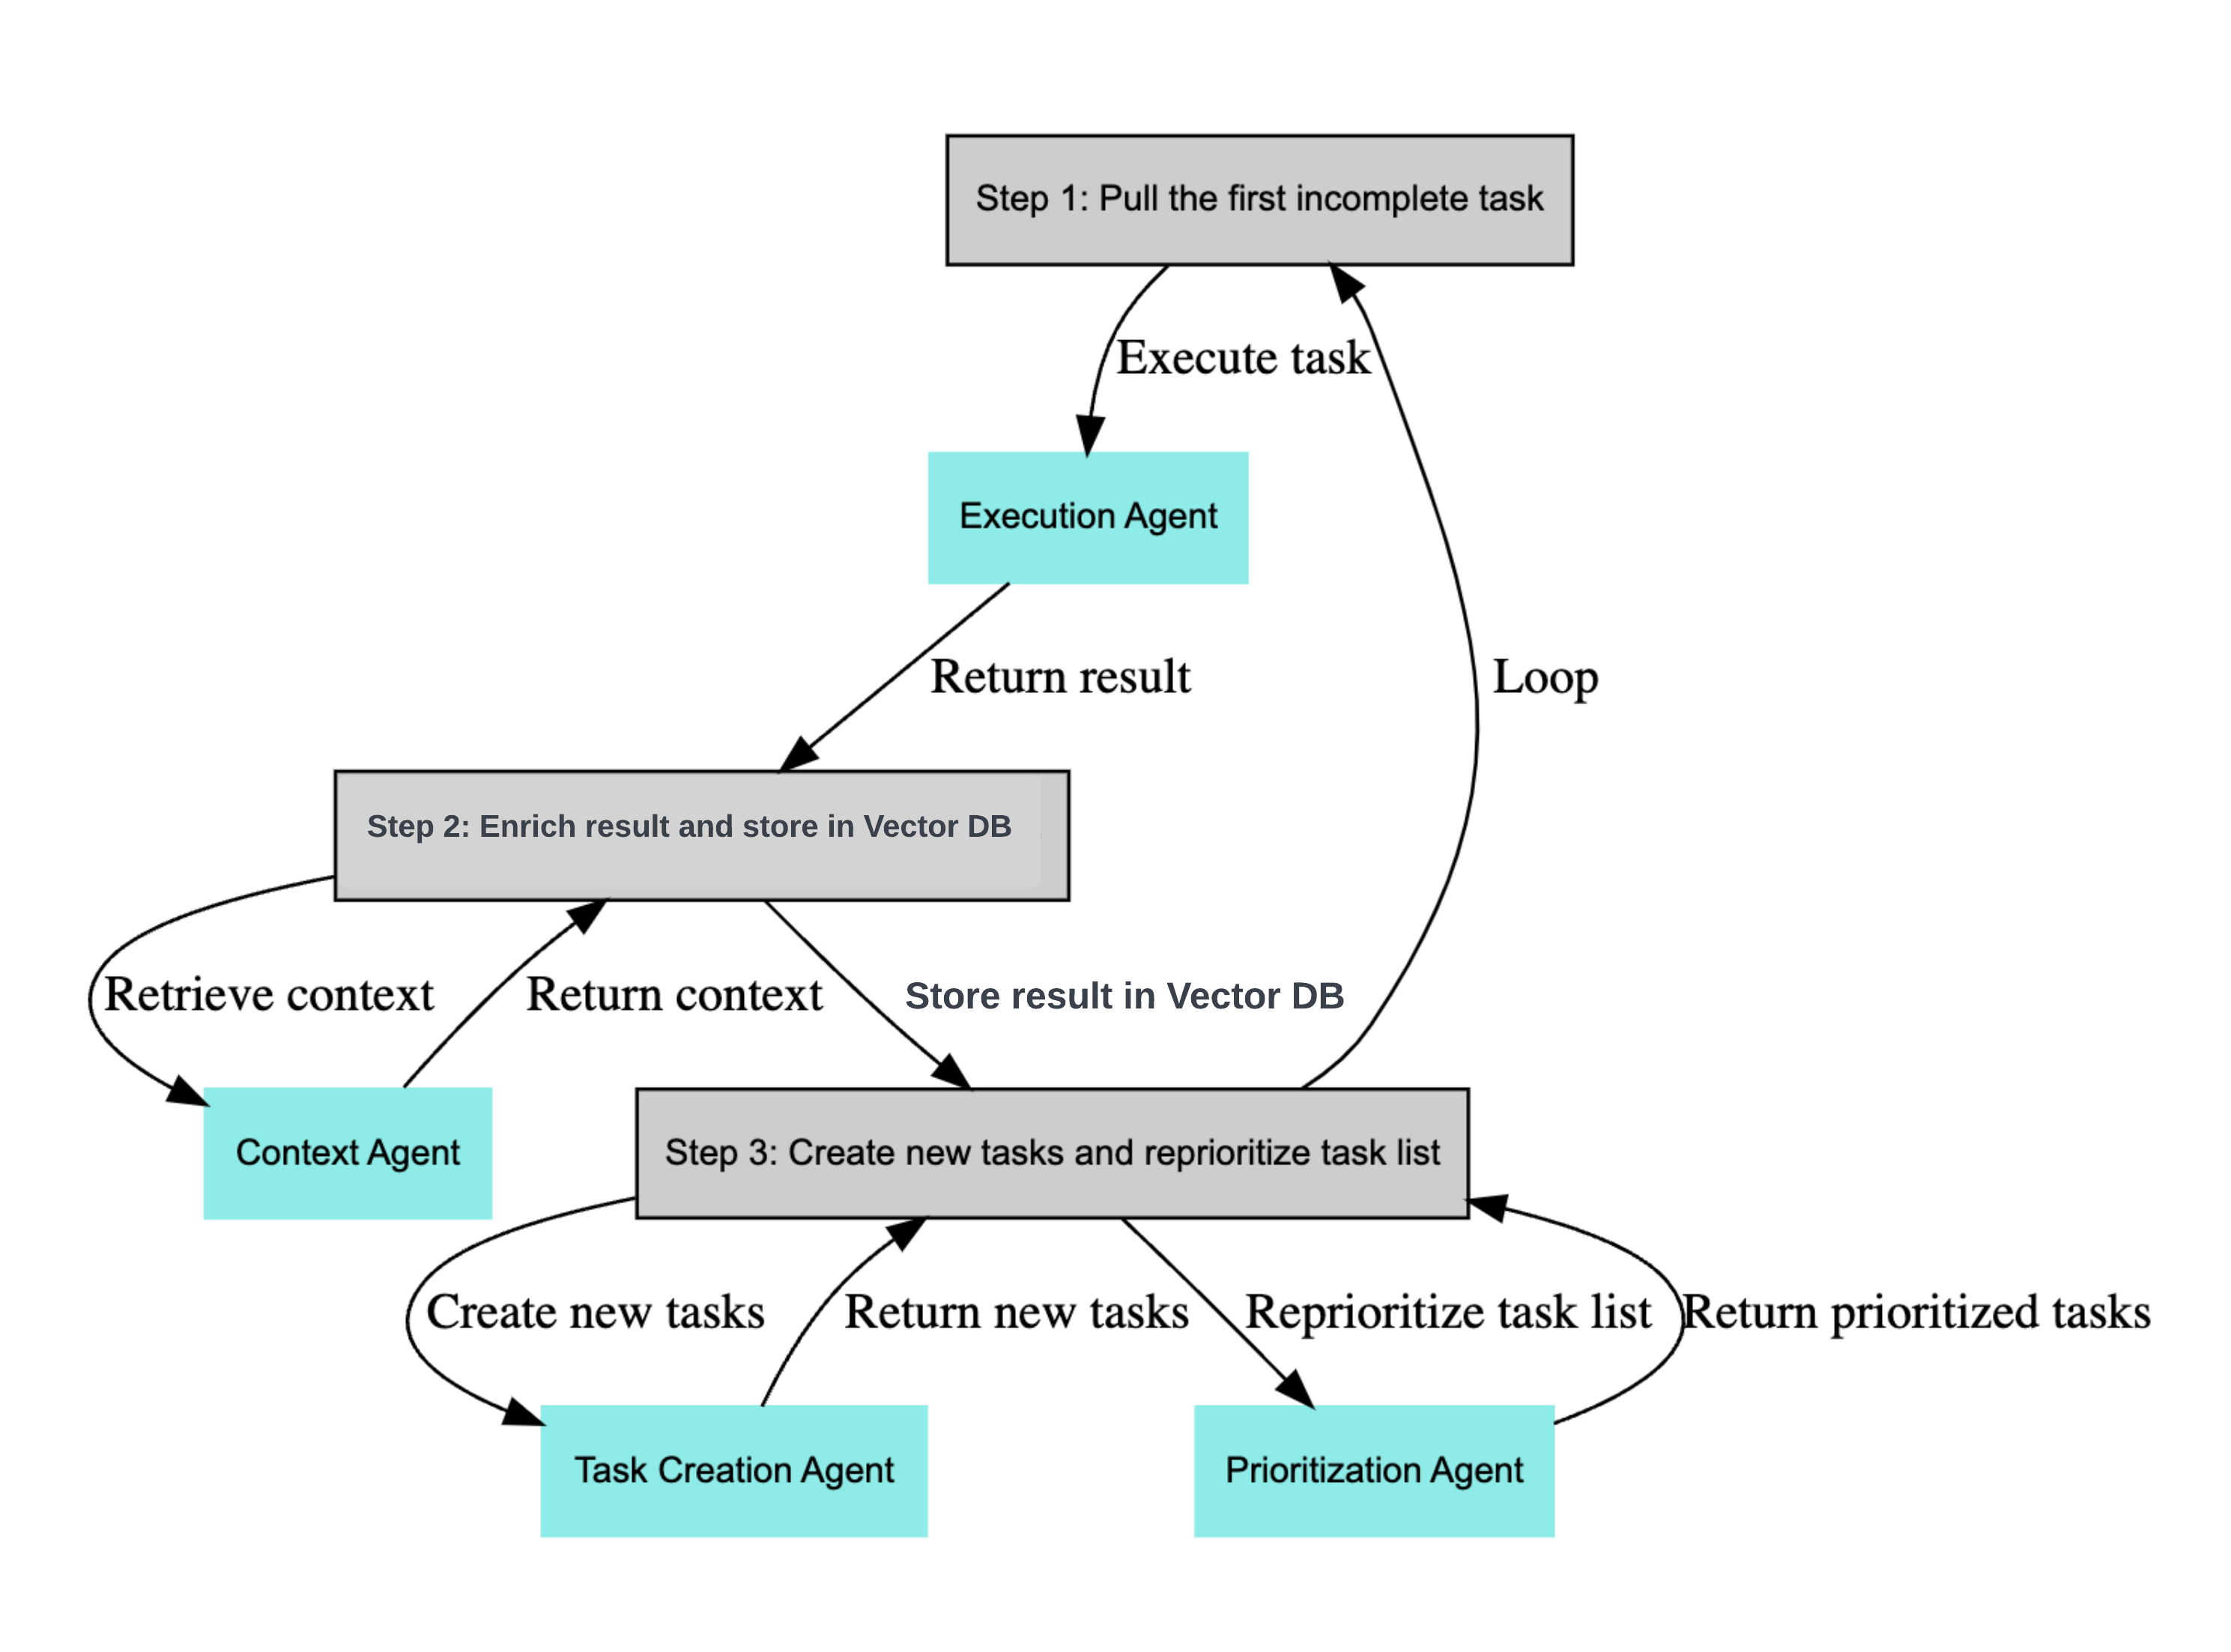 Step 1: Pull the first incomplete task
Execute task
Execution Agent
Return result
Loop
Step 2: Enrich result and store in Vector DB
Retrieve context
Return context
Store result in Vector DB
Context Agent
Step 3: Create new tasks and reprioritize task list
Create new tasks
Return new tasks
Reprioritize task list
Return prioritized tasks
Task Creation Agent
Prioritization Agent